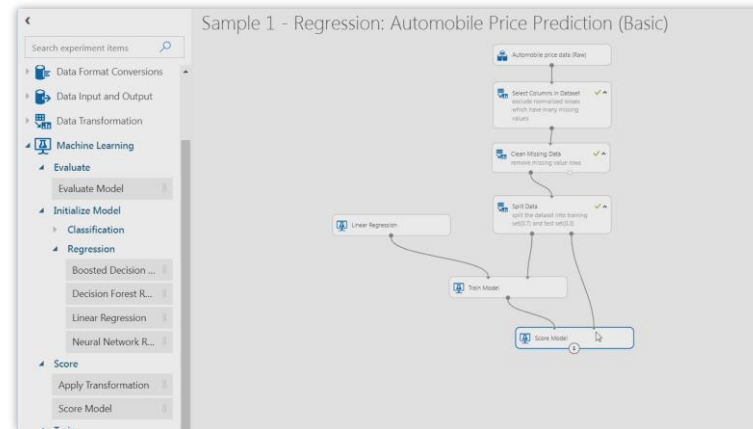 Sample 1 - Regression: Automobile Price Prediction (Basic)
Search experiment items
Data Format Conversions
Data Input and Output
Data Transformation
Machine Learning
Evaluate
Evaluate Model
Initialize Model
Classification
Regression
Boosted Decision ...
Decision Forest R...
Linear Regression
Neural Network R...
Score
Apply Transformation
Score Model
Automobile price data (Raw)
Select Columns in Dataset
exclude normalized losses
which have many missing
values
Clean Missing Data
remove missing value rows
Split Data
split the dataset into training
set(0.7) and test set(0.3)
Linear Regression
Train Model
Score Model
1